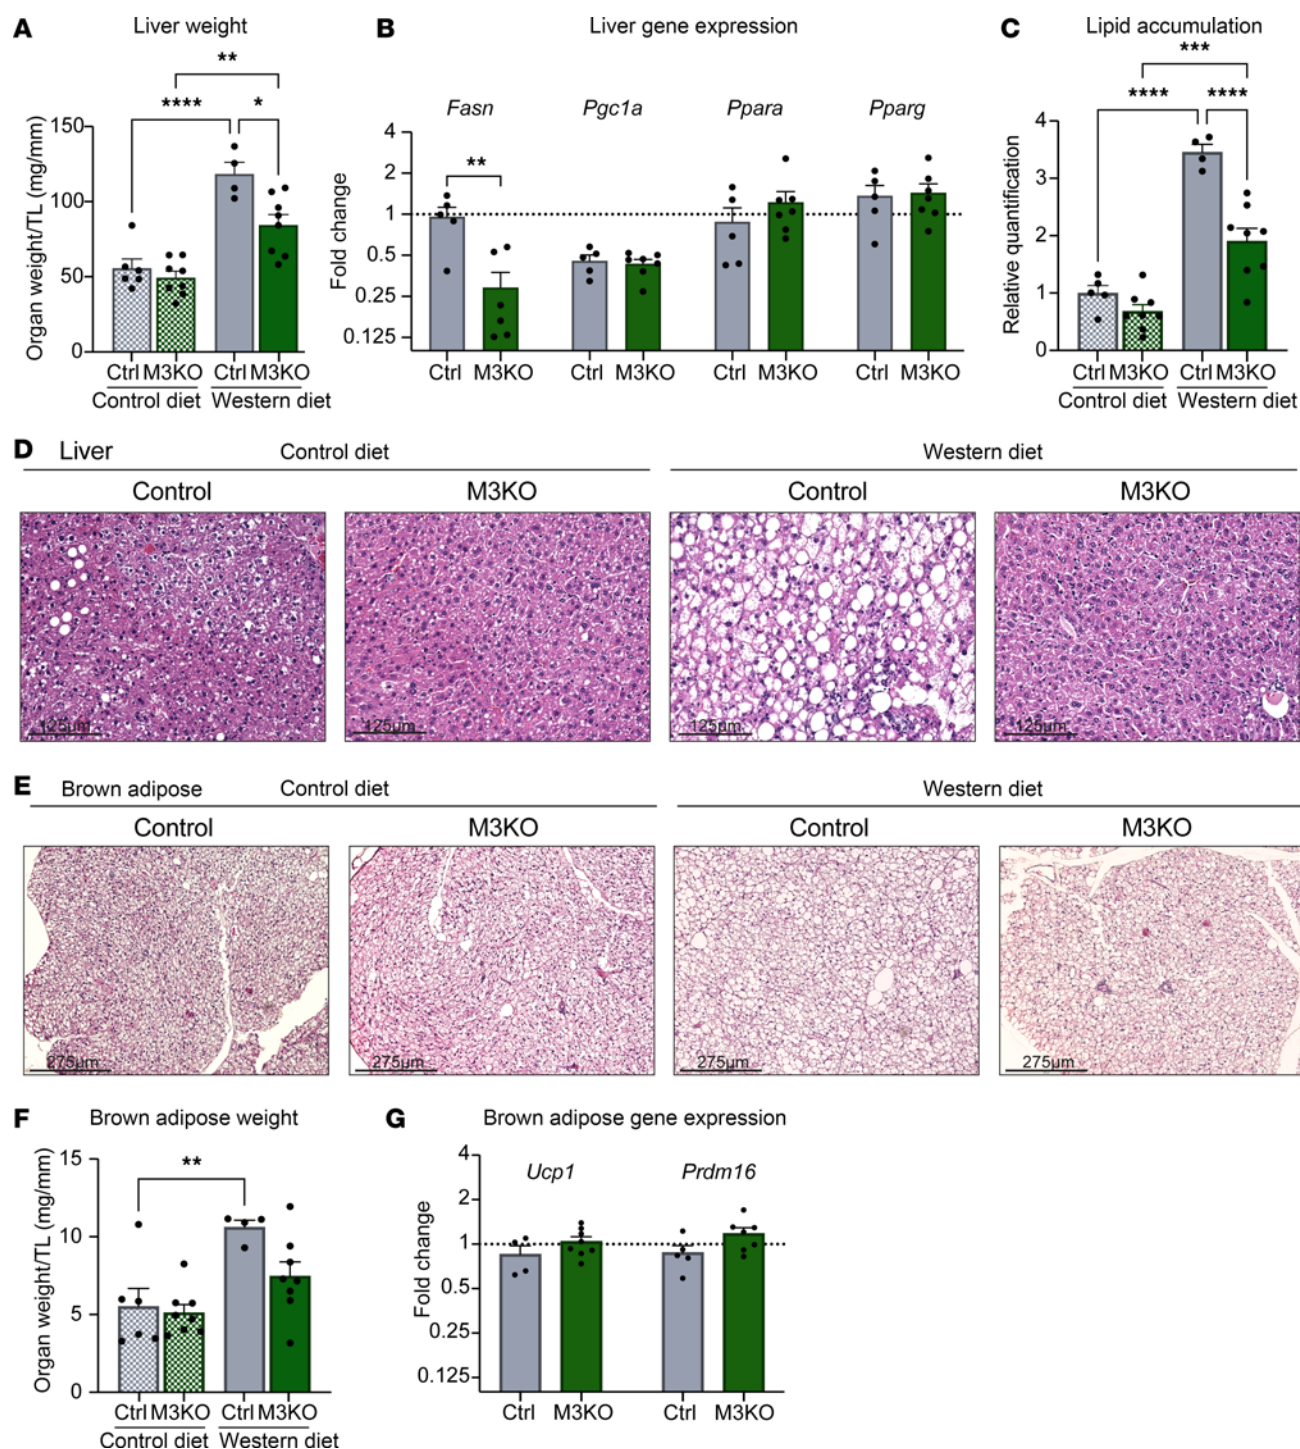 A Liver weight
** 
**** *
Organ weight/TL (mg/mm)
150
100
50
0
Ctrl M3KO Ctrl M3KO
Control diet Western diet
B Liver gene expression
Fasn Pgc1a Ppara Pparg
**
Fold change
4
2
1
0.5
0.25
0.125
Ctrl M3KO Ctrl M3KO Ctrl M3KO Ctrl M3KO
C Lipid accumulation
***
**** ****
Relative quantification
4
3
2
1
0
Ctrl M3KO Ctrl M3KO
Control diet Western diet
D Liver Control diet Western diet
Control M3KO Control M3KO
125µm 125µm 125µm 125µm
E Brown adipose Control diet Western diet
Control M3KO Control M3KO
275µm 275µm 275µm 275µm
F Brown adipose weight
**
Organ weight/TL (mg/mm)
15
10
5
0
Ctrl M3KO Ctrl M3KO
Control diet Western diet
G Brown adipose gene expression
Ucp1 Prdm16
Fold change
4
2
1
0.5
0.25
0.125
Ctrl M3KO Ctrl M3KO